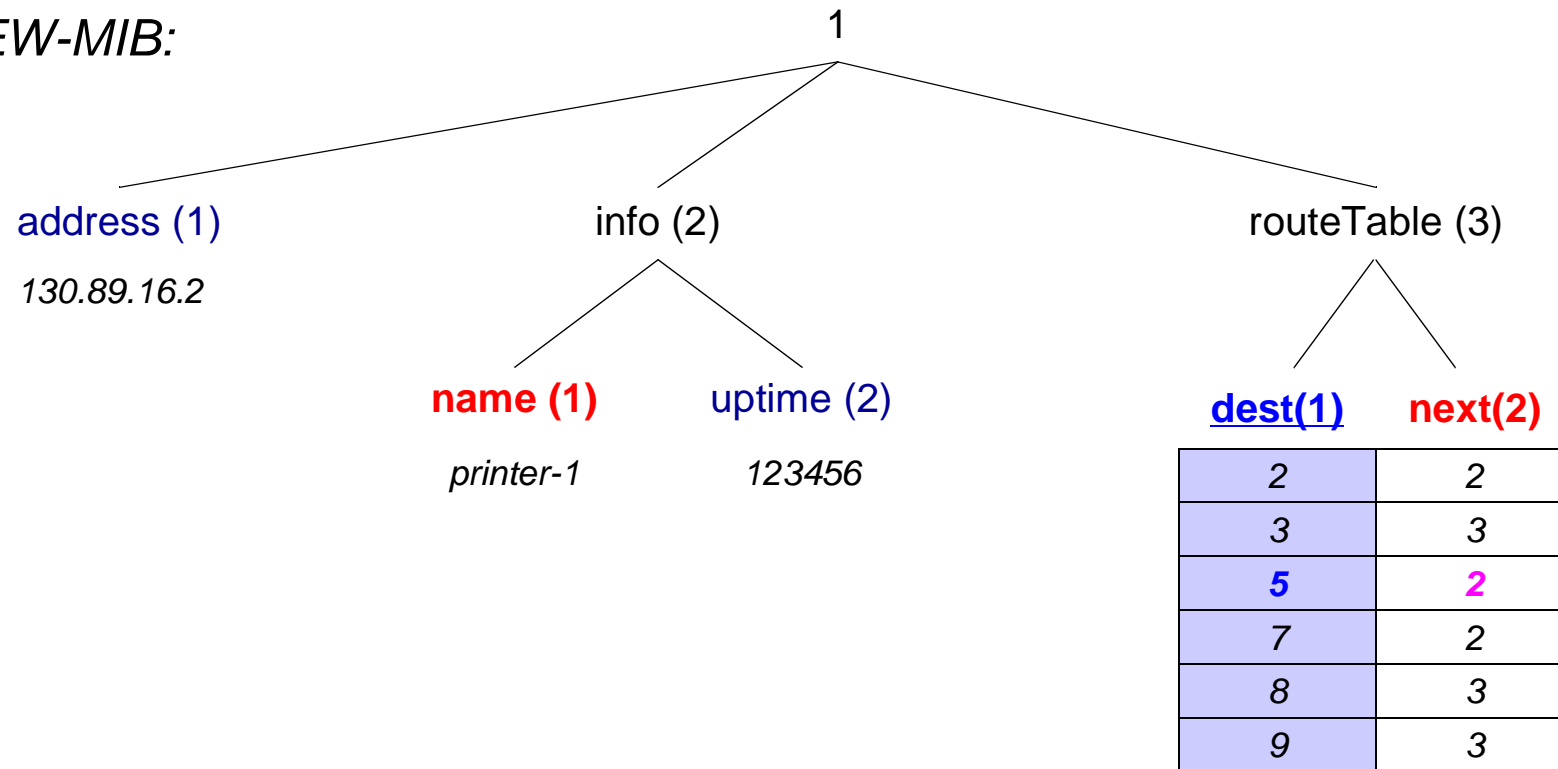 EW-MIB:
1
address (1) info (2) routeTable (3)
130.89.16.2
name (1) uptime (2) dest(1) next(2)
printer-1 123456
2 2
3 3
5 2
7 2
8 3
9 3